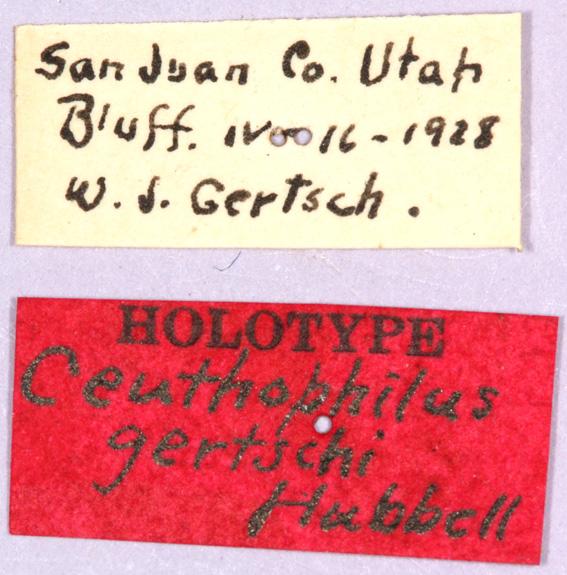 San Juan Co. Utah
Bluff. IV 16-1928
W. J. Gertsch.
HOLOTYPE
Ceuthophilus
gertschi
Hubbell